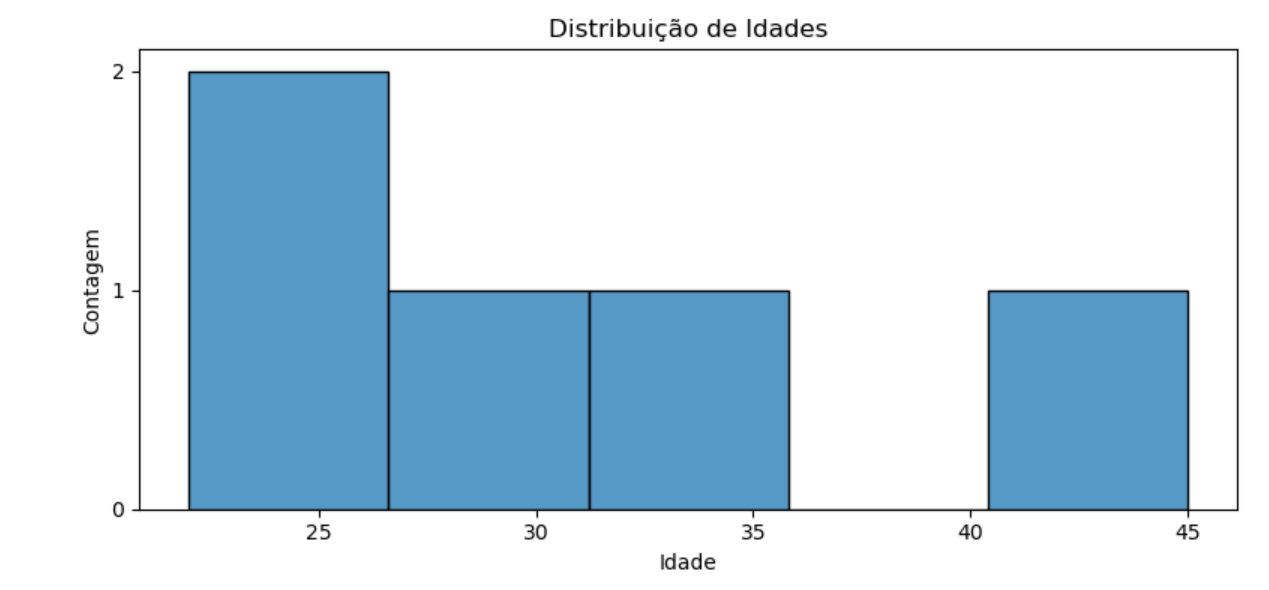 Distribuição de Idades
Contagem
2
1
0
25 30 35 40 45
Idade